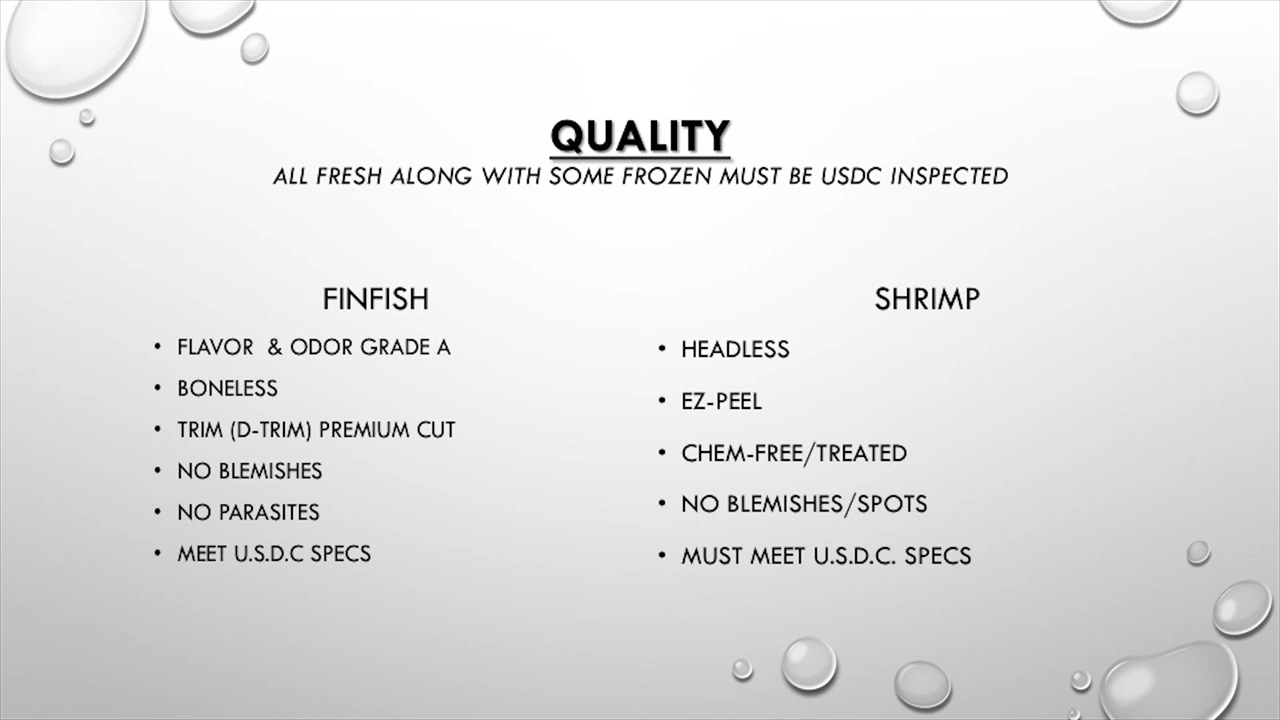 QUALITY
ALL FRESH ALONG WITH SOME FROZEN MUST BE USDC INSPECTED
FINFISH
• FLAVOR & ODOR GRADE A
• BONELESS
• TRIM (D-TRIM) PREMIUM CUT
• NO BLEMISHES
• NO PARASITES
• MEET U.S.D.C SPECS
SHRIMP
• HEADLESS
• EZ-PEEL
• CHEM-FREE/TREATED
• NO BLEMISHES/SPOTS
• MUST MEET U.S.D.C. SPECS